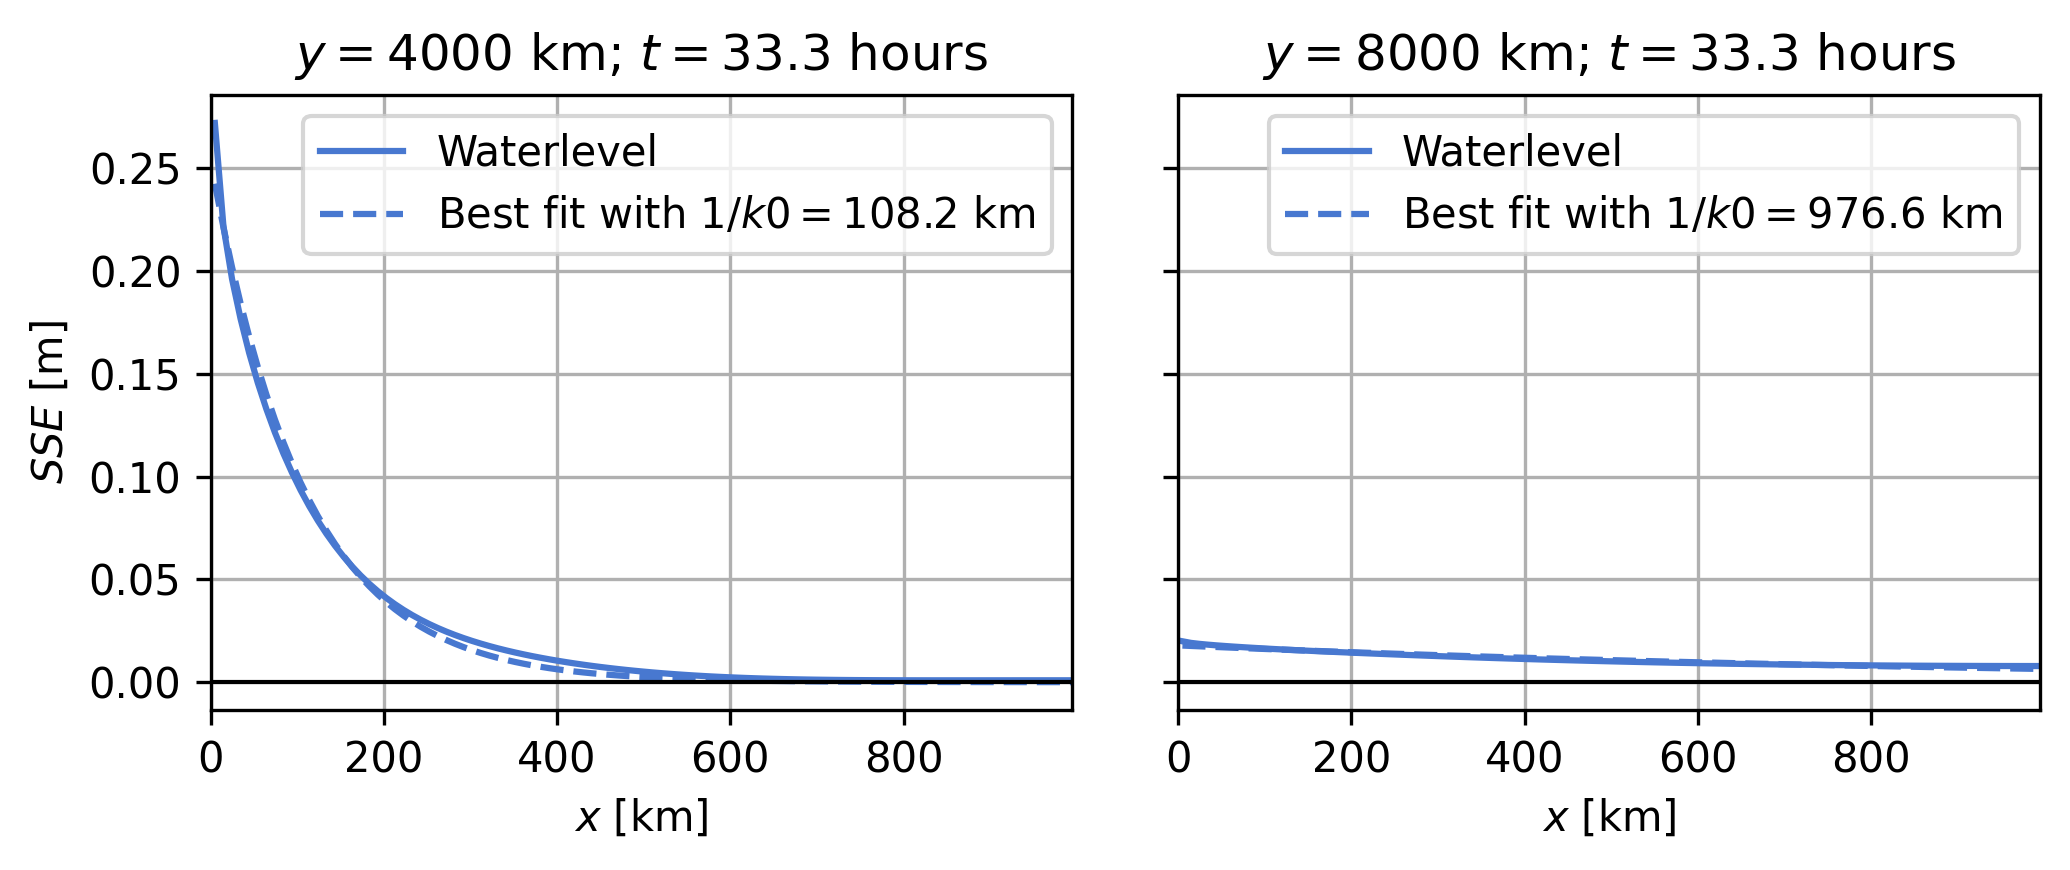 y = 4000 km; t = 33.3 hours
Waterlevel
Best fit with 1/k0 = 108.2 km
SSE [m]
0.25
0.20
0.15
0.10
0.05
0.00
0 200 400 600 800
x [km]
y = 8000 km; t = 33.3 hours
Waterlevel
Best fit with 1/k0 = 976.6 km
0 200 400 600 800
x [km]